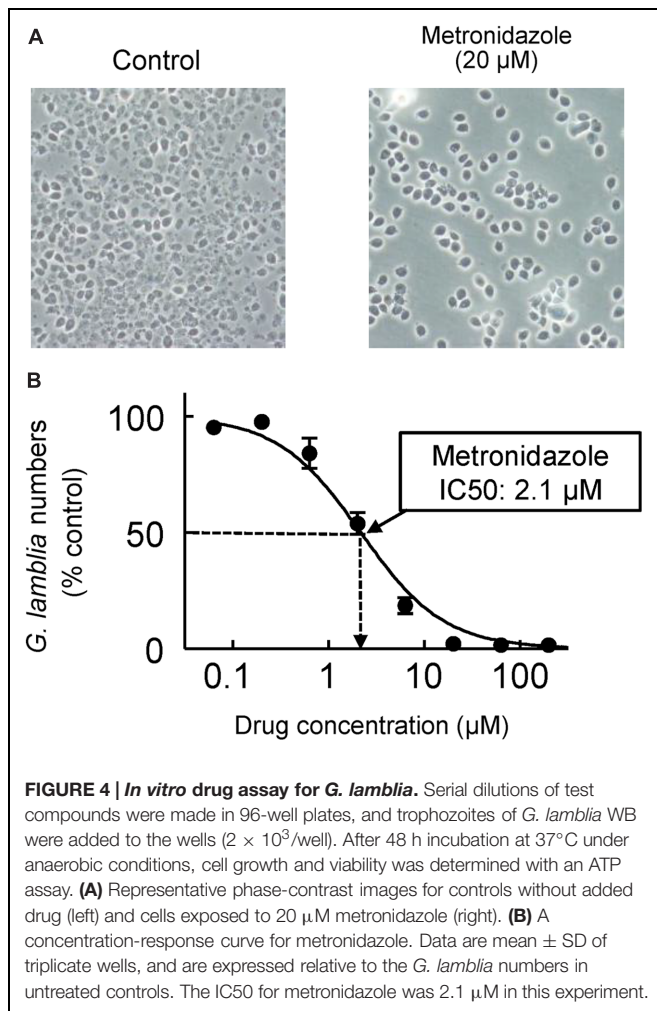 A
Control
Metronidazole
(20 μM)
B
G. lamblia numbers
(% control)
100
50
0
Metronidazole
IC50: 2.1 μM
0.1
1
10
100
Drug concentration (μM)
FIGURE 4 | In vitro drug assay for G. lamblia. Serial dilutions of test
compounds were made in 96-well plates, and trophozoites of G. lamblia WB
were added to the wells (2 × 10³/well). After 48 h incubation at 37°C under
anaerobic conditions, cell growth and viability was determined with an ATP
assay. (A) Representative phase-contrast images for controls without added
drug (left) and cells exposed to 20 μM metronidazole (right). (B) A
concentration-response curve for metronidazole. Data are mean ± SD of
triplicate wells, and are expressed relative to the G. lamblia numbers in
untreated controls. The IC50 for metronidazole was 2.1 μM in this experiment.